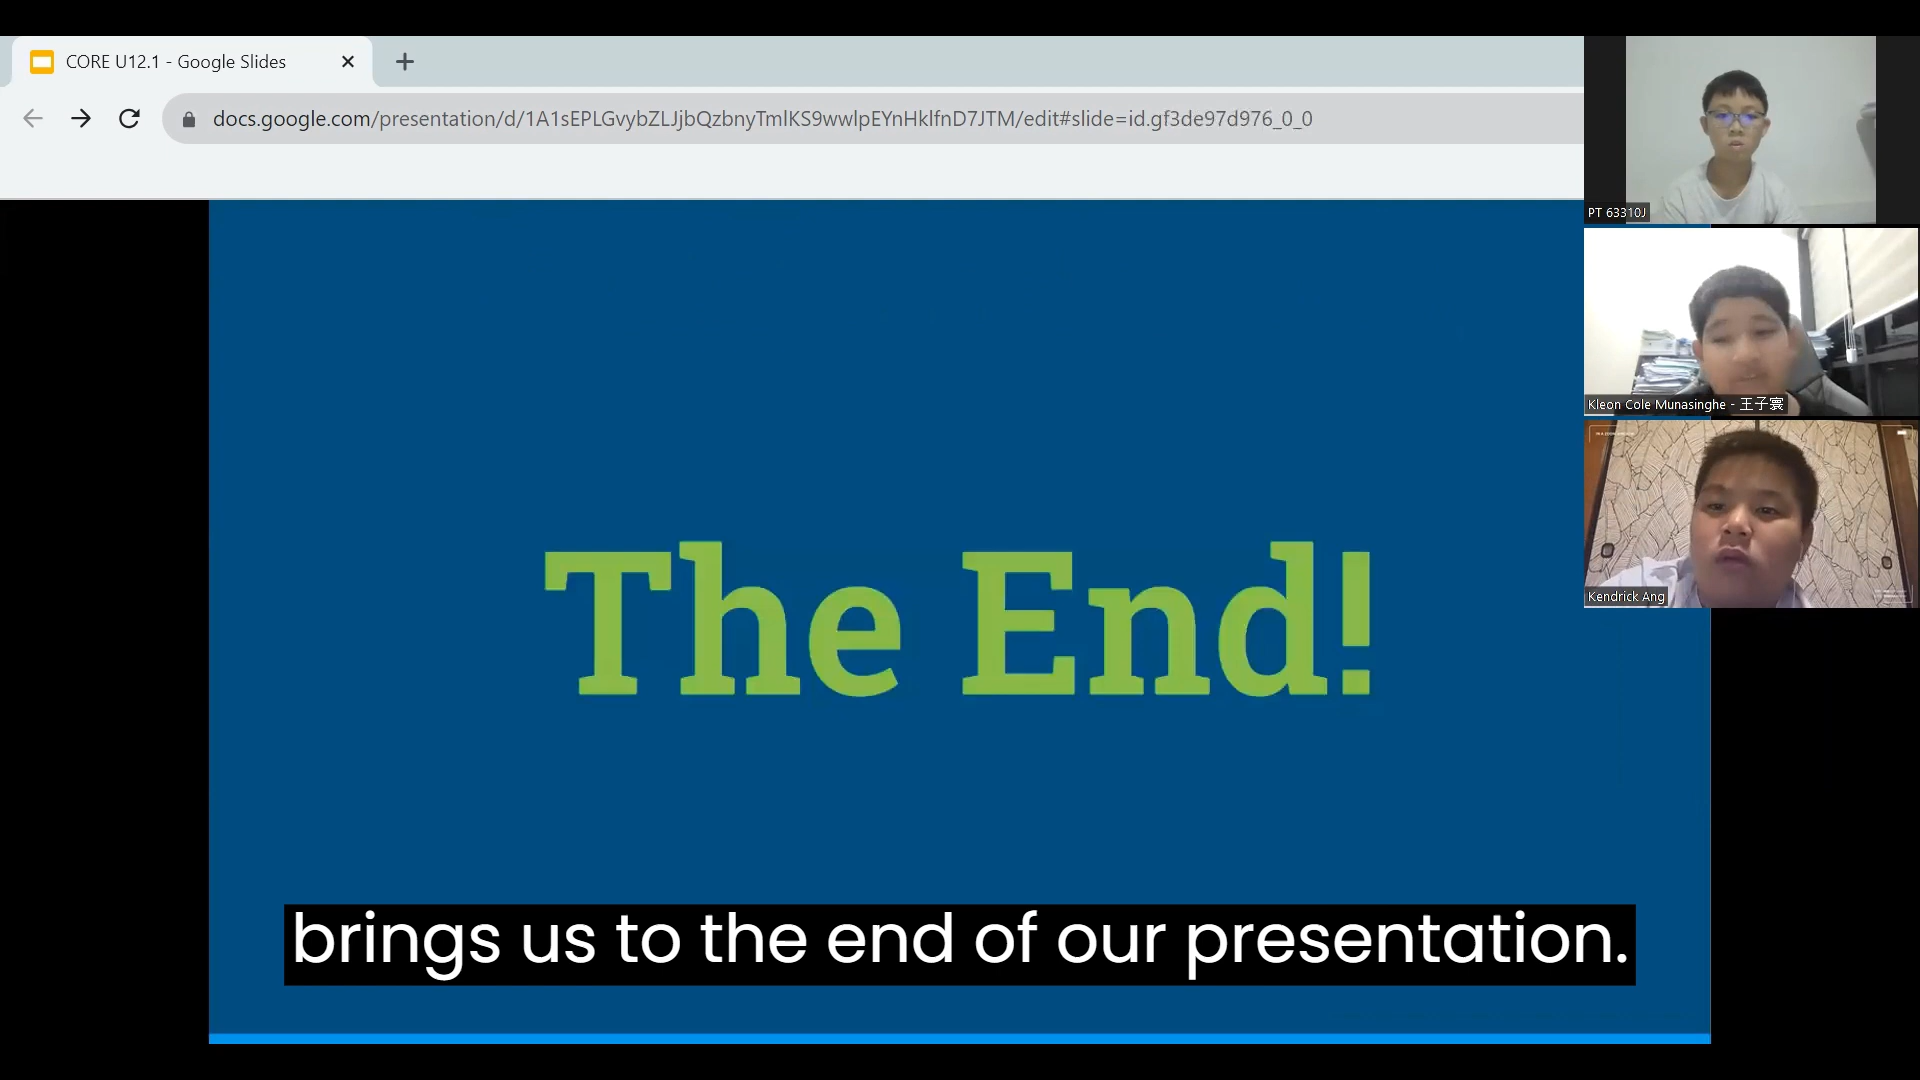 CORE U12.1 - Google Slides
docs.google.com/presentation/d/1A1sEPLGvybZLJjbQzbnyTmlKS9wwlpEYnHklfnD7JTM/edit#slide=id.gf3de97d976_0_0
PT 63310J
Kleon Cole Munasinghe - 王子寰
Kendrick Ang
The End!
brings us to the end of our presentation.